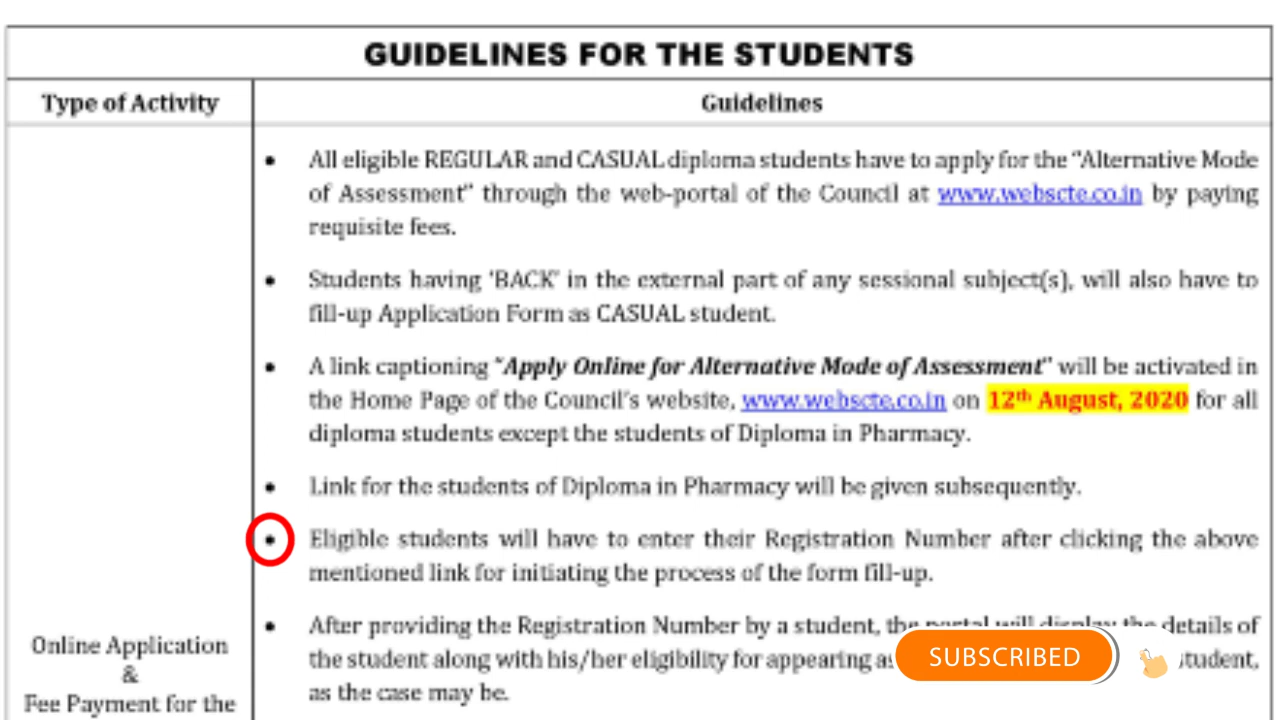 GUIDELINES FOR THE STUDENTS
Type of Activity
Guidelines
All eligible REGULAR and CASUAL diploma students have to apply for the "Alternative Mode
of Assessment" through the web-portal of the Council at www.webscte.co.in by paying
requisite fees.
Students having 'BACK' in the external part of any sessional subject(s), will also have to
fill-up Application Form as CASUAL student.
A link captioning "Apply Online for Alternative Mode of Assessment" will be activated in
the Home Page of the Council's website, www.webscte.co.in on 12th August, 2020 for all
diploma students except the students of Diploma in Pharmacy.
Link for the students of Diploma in Pharmacy will be given subsequently.
Eligible students will have to enter their Registration Number after clicking the above
mentioned link for initiating the process of the form fill-up.
After providing the Registration Number by a student, the portal will display the details of
the student along with his/her eligibility for appearing student,
as the case may be.
Online Application
&
Fee Payment for the
SUBSCRIBED